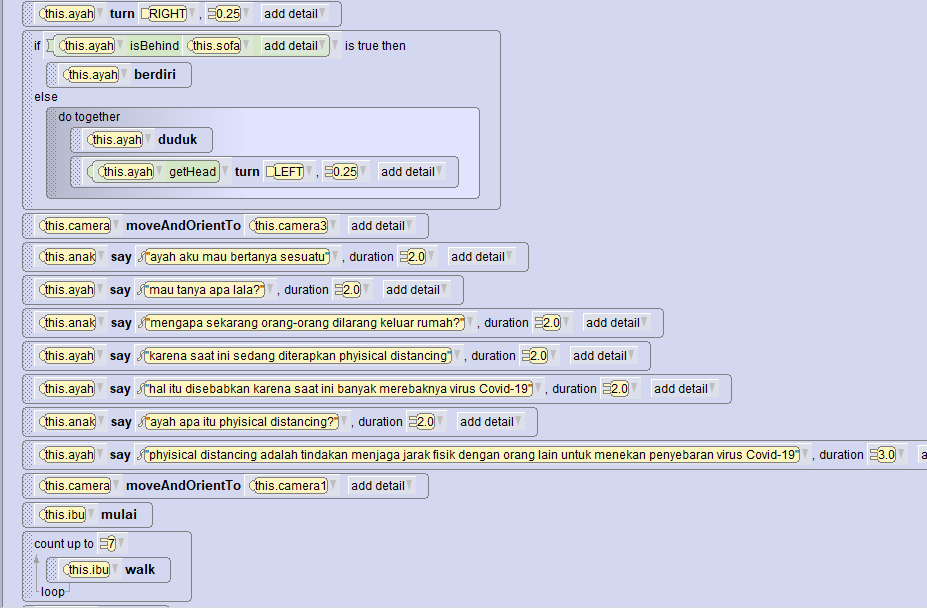 this.ayah turn RIGHT , 0.25 add detail
if this.ayah isBehind this.sofa add detail is true then
this.ayah berdiri
else
do together
this.ayah duduk
this.ayah getHead turn LEFT , 0.25 add detail
this.camera moveAndOrientTo this.camera3 add detail
this.anak say "ayah aku mau bertanya sesuatu" , duration 2.0 add detail
this.ayah say "mau tanya apa lala?" , duration 2.0 add detail
this.anak say "mengapa sekarang orang-orang dilarang keluar rumah?" , duration 2.0 add detail
this.ayah say "karena saat ini sedang diterapkan phyisical distancing" , duration 2.0 add detail
this.ayah say "hal itu disebabkan karena saat ini banyak merebaknya virus Covid-19" , duration 2.0 add detail
this.anak say "ayah apa itu phyisical distancing?" , duration 2.0 add detail
this.ayah say "phyisical distancing adalah tindakan menjaga jarak fisik dengan orang lain untuk menekan penyebaran virus Covid-19" , duration 3.0 a
this.camera moveAndOrientTo this.camera1 add detail
this.ibu mulai
count up to 7
this.ibu walk
loop